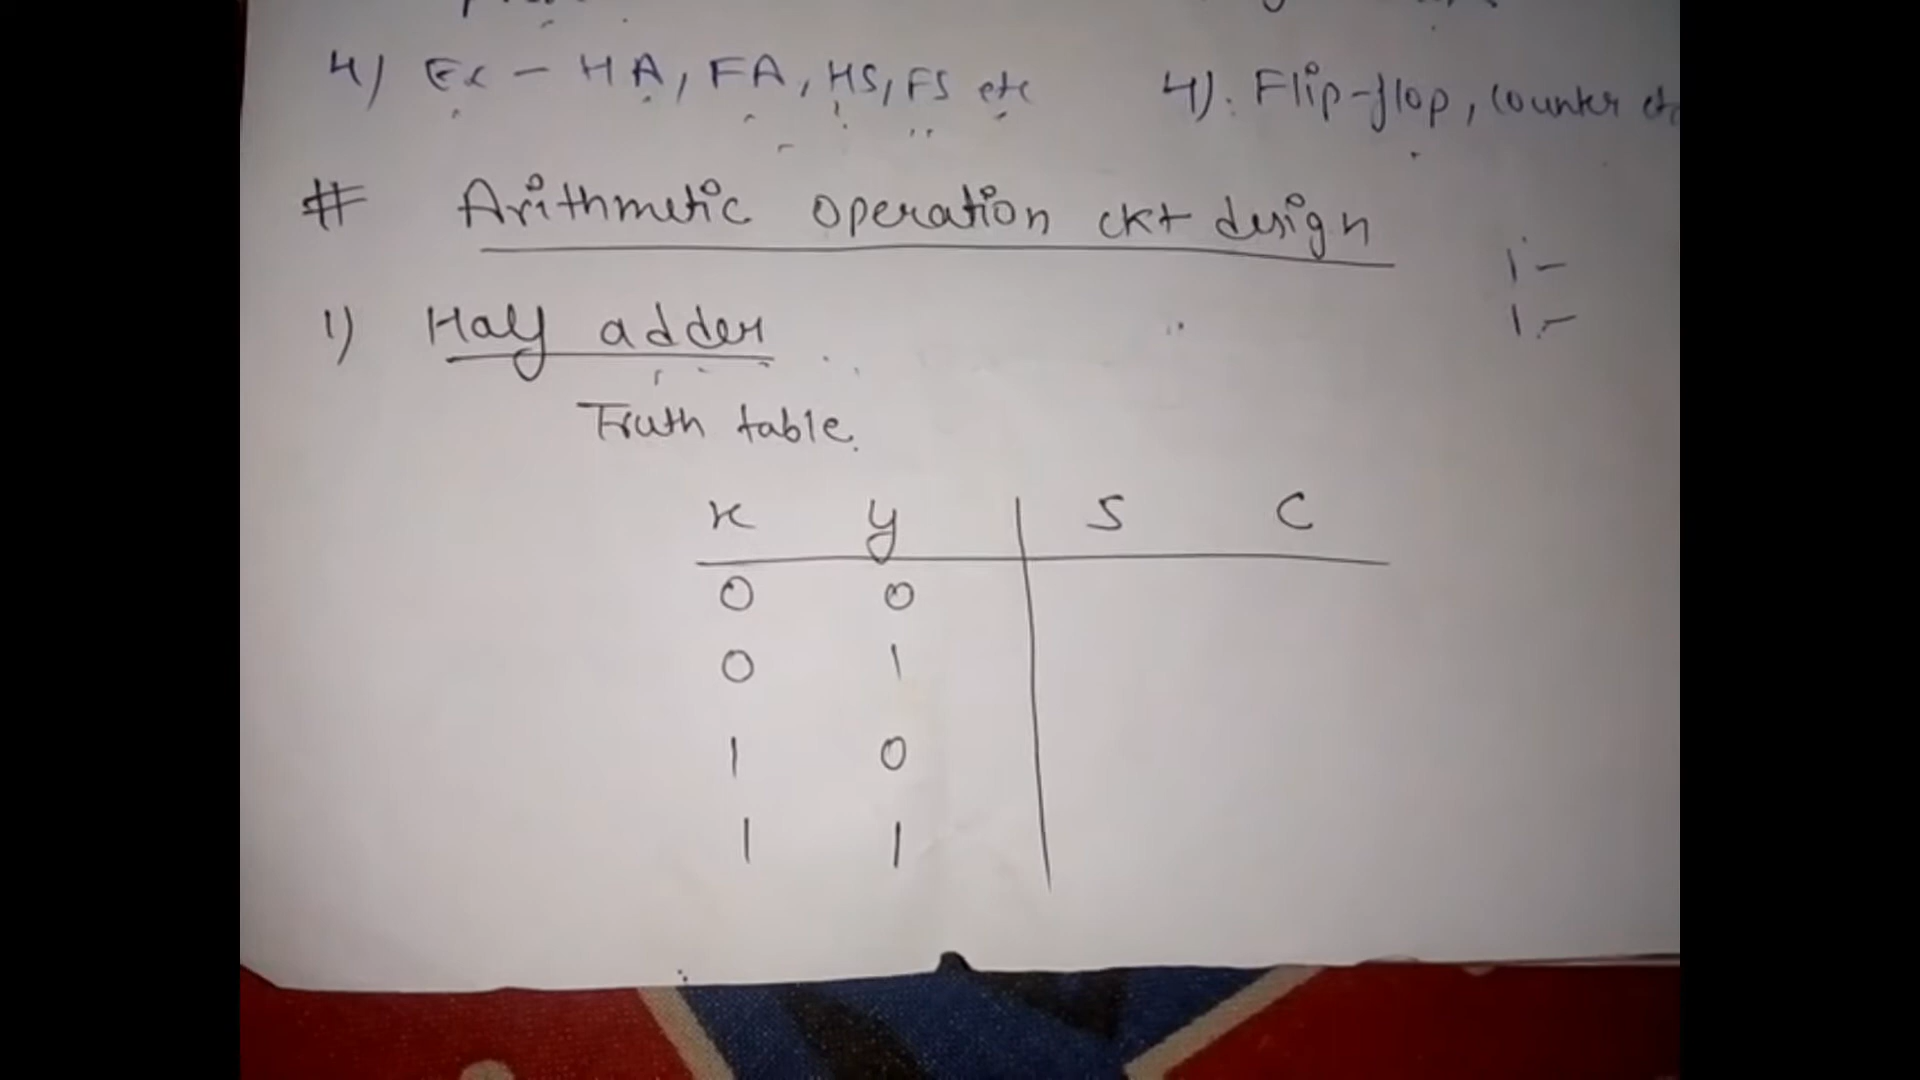 4) Ex - HA, FA, HS, FS etc
4). Flip-flop, counter etc
# Arithmetic operation ckt design
1) Half adder
Truth table.
x y S C
0 0
0 1
1 0
1 1